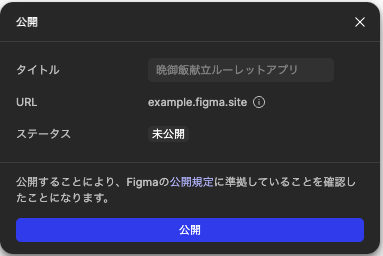 公開
タイトル
晩御飯献立ルーレットアプリ
URL
example.figma.site
ステータス
未公開
公開することにより、Figmaの公開規定に準拠していることを確認し
たことになります。
公開